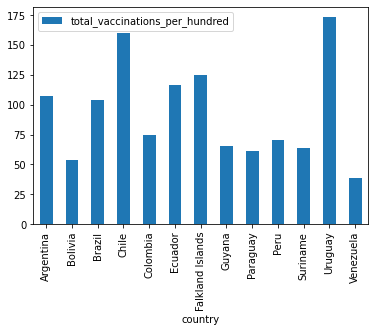 total_vaccinations_per_hundred
175
150
125
100
75
50
25
0
Argentina
Bolivia
Brazil
Chile
Colombia
Ecuador
Falkland Islands
Guyana
Paraguay
Peru
Suriname
Uruguay
Venezuela
country